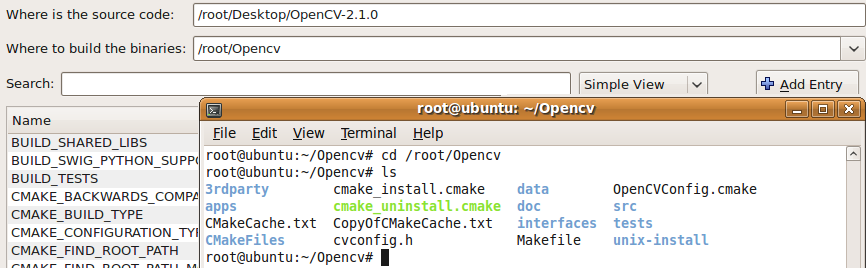 Where is the source code: /root/Desktop/OpenCV-2.1.0
Where to build the binaries: /root/Opencv
Search: Simple View Add Entry
Name
BUILD_SHARED_LIBS
BUILD_SWIG_PYTHON_SUPPO
BUILD_TESTS
CMAKE_BACKWARDS_COMPA
CMAKE_BUILD_TYPE
CMAKE_CONFIGURATION_TYP
CMAKE_FIND_ROOT_PATH
CMAKE_FIND_ROOT_PATH_M
root@ubuntu: ~/Opencv
File Edit View Terminal Help
root@ubuntu:~/Opencv# cd /root/Opencv
root@ubuntu:~/Opencv# ls
3rdparty cmake_install.cmake data OpenCVConfig.cmake
apps cmake_uninstall.cmake doc src
CMakeCache.txt CopyOfCMakeCache.txt interfaces tests
CMakeFiles cvconfig.h Makefile unix-install
root@ubuntu:~/Opencv#